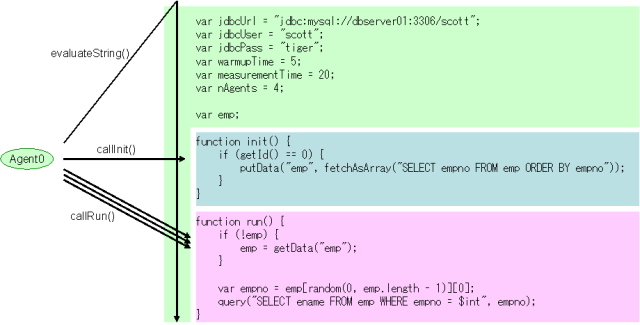 var jdbcUrl = "jdbc:mysql://dbserver01:3306/scott";
var jdbcUser = "scott";
var jdbcPass = "tiger";
var warmupTime = 5;
var measurementTime = 20;
var nAgents = 4;
var emp;
evaluateString()
Agent0
callInit()
callRun()
function init() {
if (getId() == 0) {
putData("emp", fetchAsArray("SELECT empno FROM emp ORDER BY empno"));
}
}
function run() {
if (!emp) {
emp = getData("emp");
}
var empno = emp[random(0, emp.length - 1)][0];
query("SELECT ename FROM emp WHERE empno = $int", empno);
}